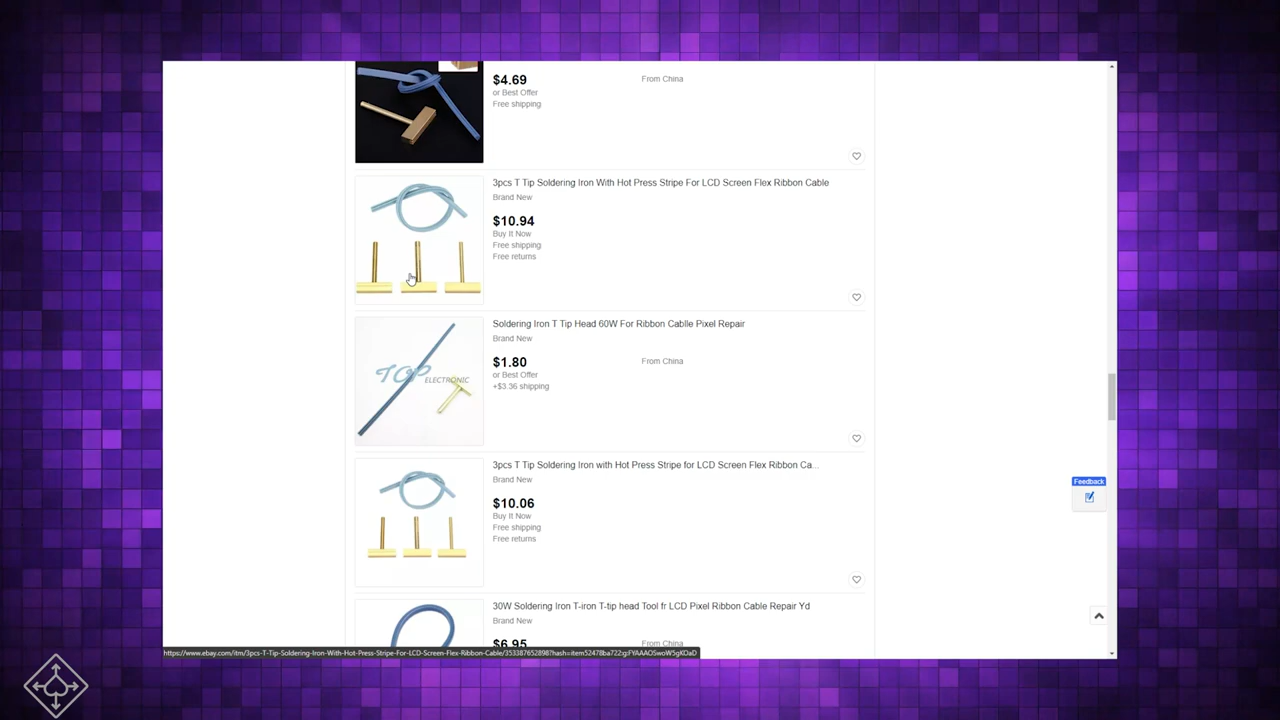 $4.69
From China
or Best Offer
Free shipping
3pcs T Tip Soldering Iron With Hot Press Stripe For LCD Screen Flex Ribbon Cable
Brand New
$10.94
Buy It Now
Free shipping
Free returns
Soldering Iron T Tip Head 60W For Ribbon Cablle Pixel Repair
Brand New
$1.80
From China
or Best Offer
+$3.36 shipping
TOP
ELECTRONIC
3pcs T Tip Soldering Iron with Hot Press Stripe for LCD Screen Flex Ribbon Ca...
Brand New
$10.06
Buy It Now
Free shipping
Free returns
Feedback
30W Soldering Iron T-iron T-tip head Tool fr LCD Pixel Ribbon Cable Repair Yd
Brand New
$6.95
From China